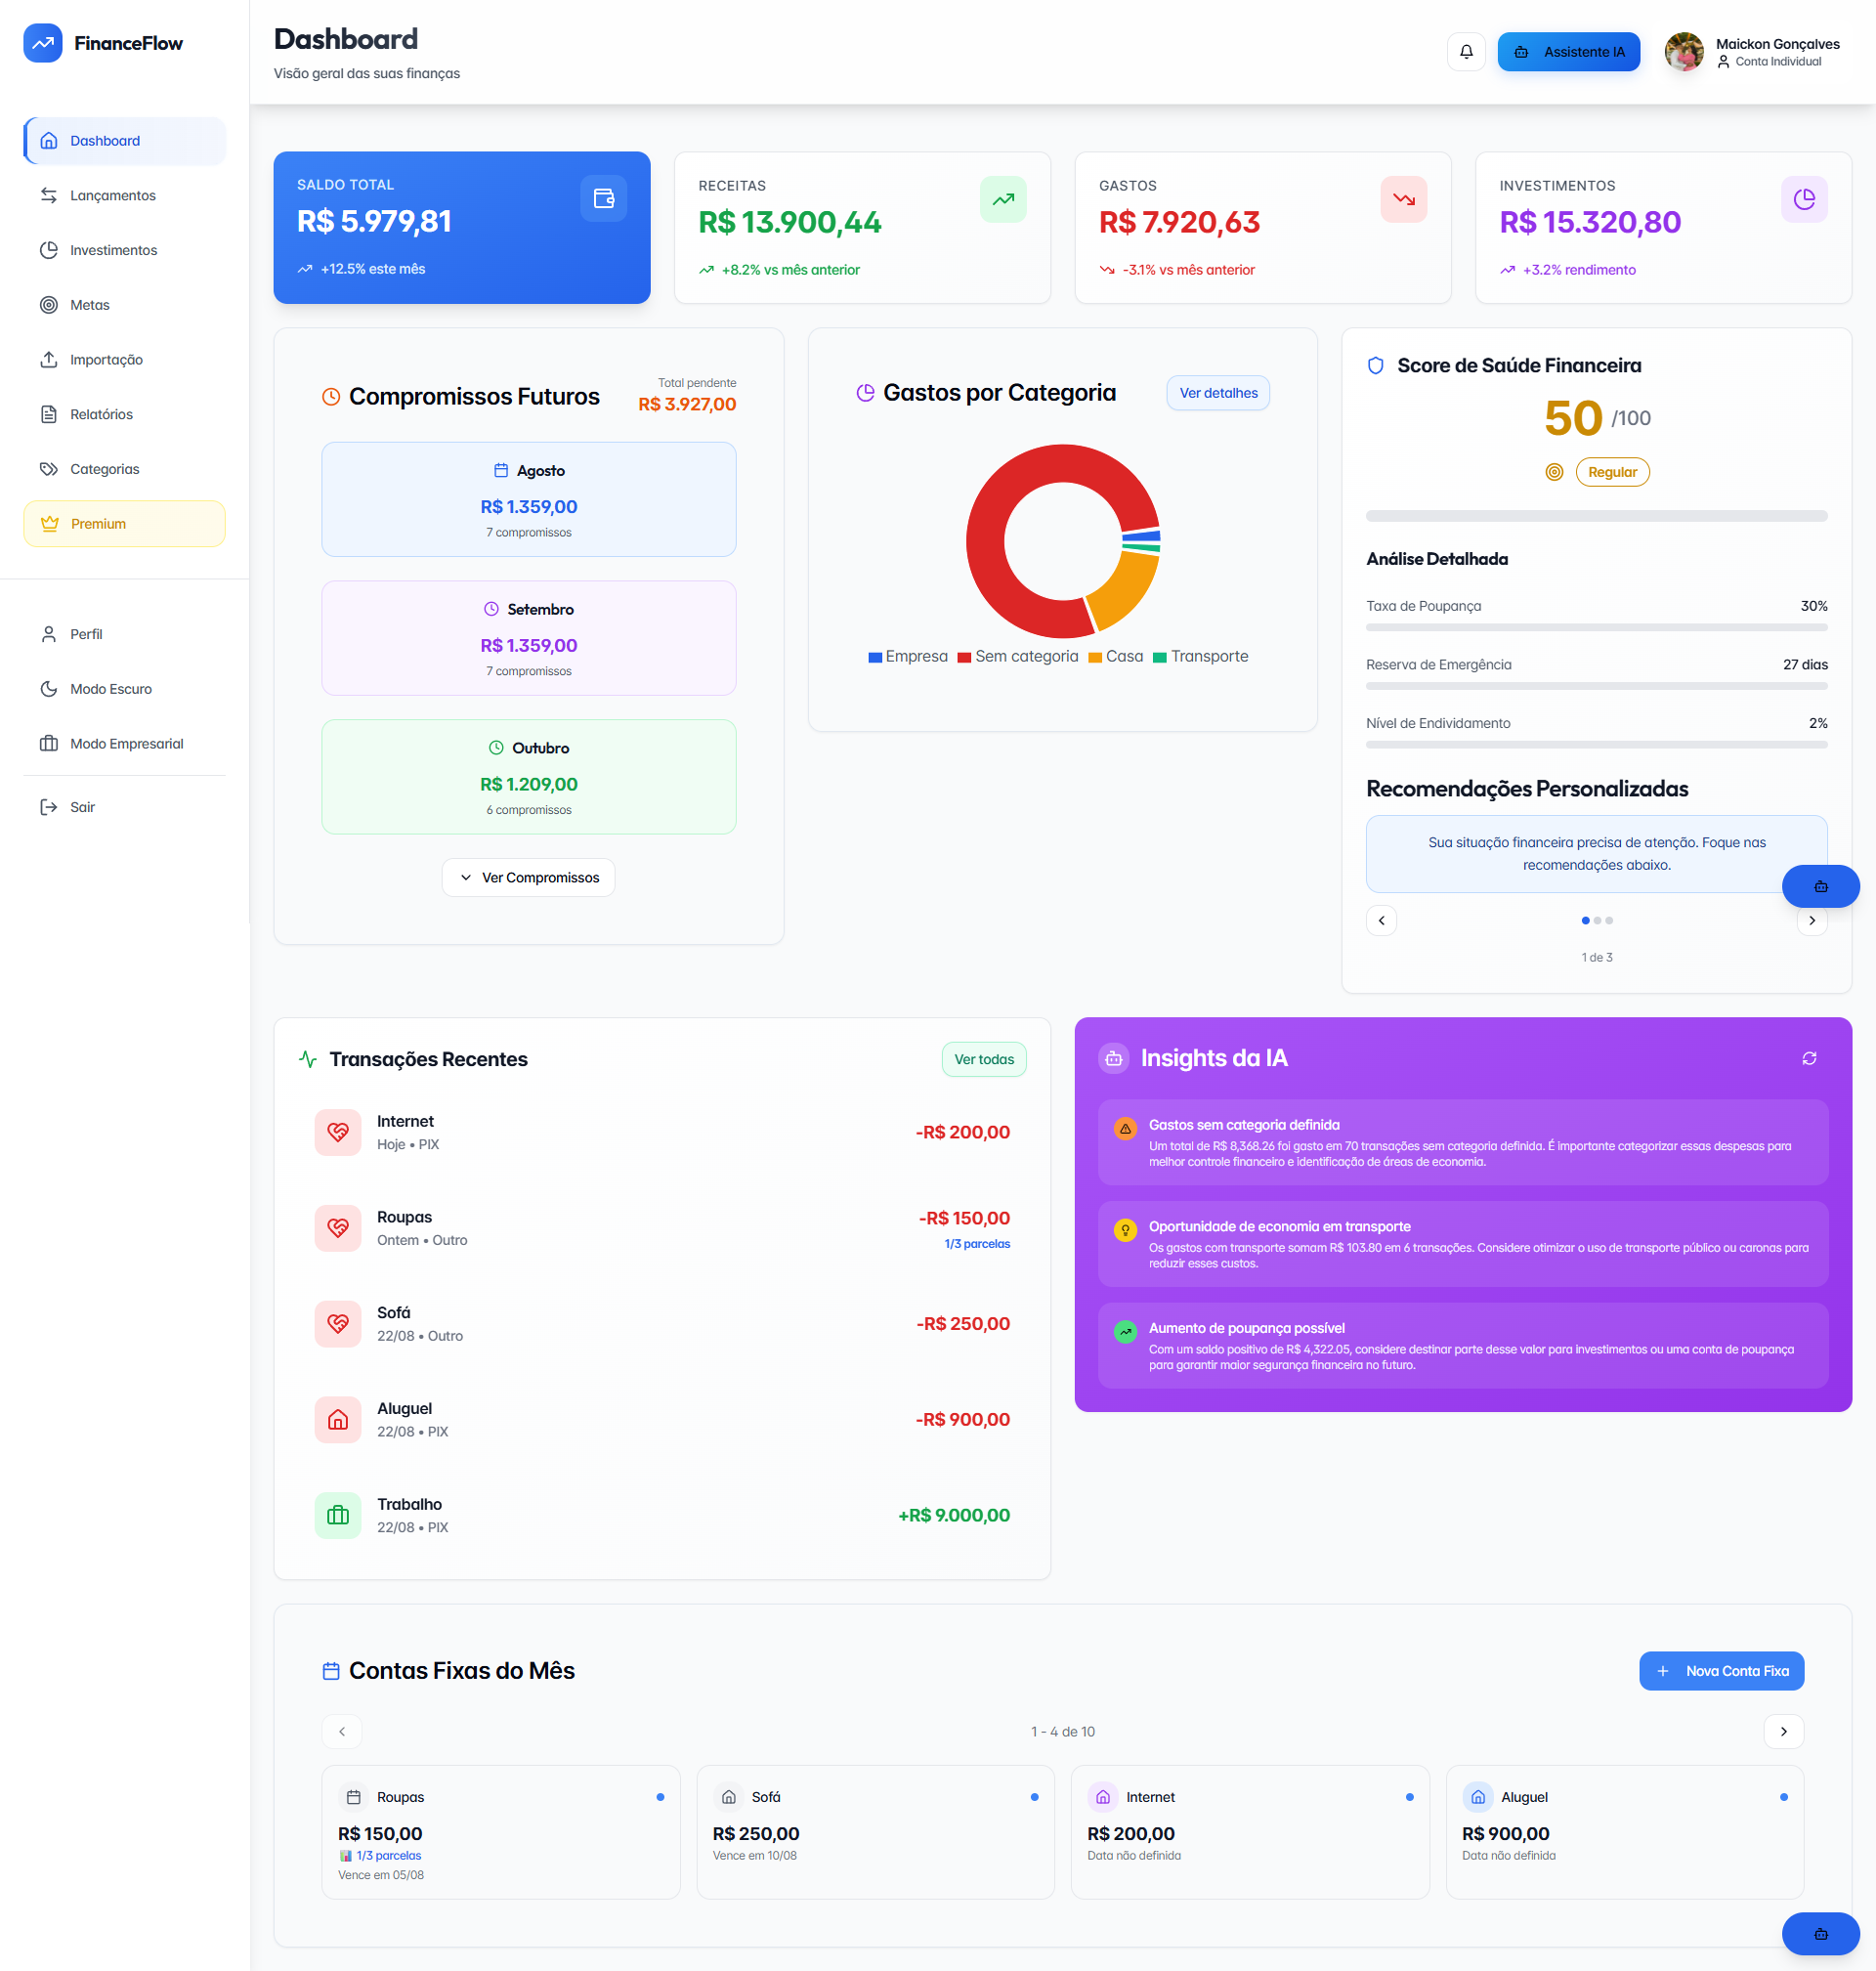 FinanceFlow
Dashboard
Lançamentos
Investimentos
Metas
Importação
Relatórios
Categorias
Premium
Perfil
Modo Escuro
Modo Empresarial
Sair
Dashboard
Visão geral das suas finanças
Assistente IA
Maickon Gonçalves
Conta Individual
SALDO TOTAL
R$ 5.979,81
+12.5% este mês
RECEITAS
R$ 13.900,44
+8.2% vs mês anterior
GASTOS
R$ 7.920,63
-3.1% vs mês anterior
INVESTIMENTOS
R$ 15.320,80
+3.2% rendimento
Compromissos Futuros
Total pendente
R$ 3.927,00
Agosto
R$ 1.359,00
7 compromissos
Setembro
R$ 1.359,00
7 compromissos
Outubro
R$ 1.209,00
6 compromissos
Ver Compromissos
Gastos por Categoria
Ver detalhes
Empresa Sem categoria Casa Transporte
Score de Saúde Financeira
50 /100
Regular
Análise Detalhada
Taxa de Poupança 30%
Reserva de Emergência 27 dias
Nível de Endividamento 2%
Recomendações Personalizadas
Sua situação financeira precisa de atenção. Foque nas
recomendações abaixo.
1 de 3
Transações Recentes
Ver todas
Internet
Hoje • PIX
-R$ 200,00
Roupas
Ontem • Outro
-R$ 150,00
1/3 parcelas
Sofá
22/08 • Outro
-R$ 250,00
Aluguel
22/08 • PIX
-R$ 900,00
Trabalho
22/08 • PIX
+R$ 9.000,00
Insights da IA
Gastos sem categoria definida
Um total de R$ 8,368.26 foi gasto em 70 transações sem categoria definida. É importante categorizar essas despesas para
melhor controle financeiro e identificação de áreas de economia.
Oportunidade de economia em transporte
Os gastos com transporte somam R$ 103.80 em 6 transações. Considere otimizar o uso de transporte público ou caronas para
reduzir esses custos.
Aumento de poupança possível
Com um saldo positivo de R$ 4,322.05, considere destinar parte desse valor para investimentos ou uma conta de poupança
para garantir maior segurança financeira no futuro.
Contas Fixas do Mês
Nova Conta Fixa
1 - 4 de 10
Roupas
R$ 150,00
1/3 parcelas
Vence em 05/08
Sofá
R$ 250,00
Vence em 10/08
Internet
R$ 200,00
Data não definida
Aluguel
R$ 900,00
Data não definida